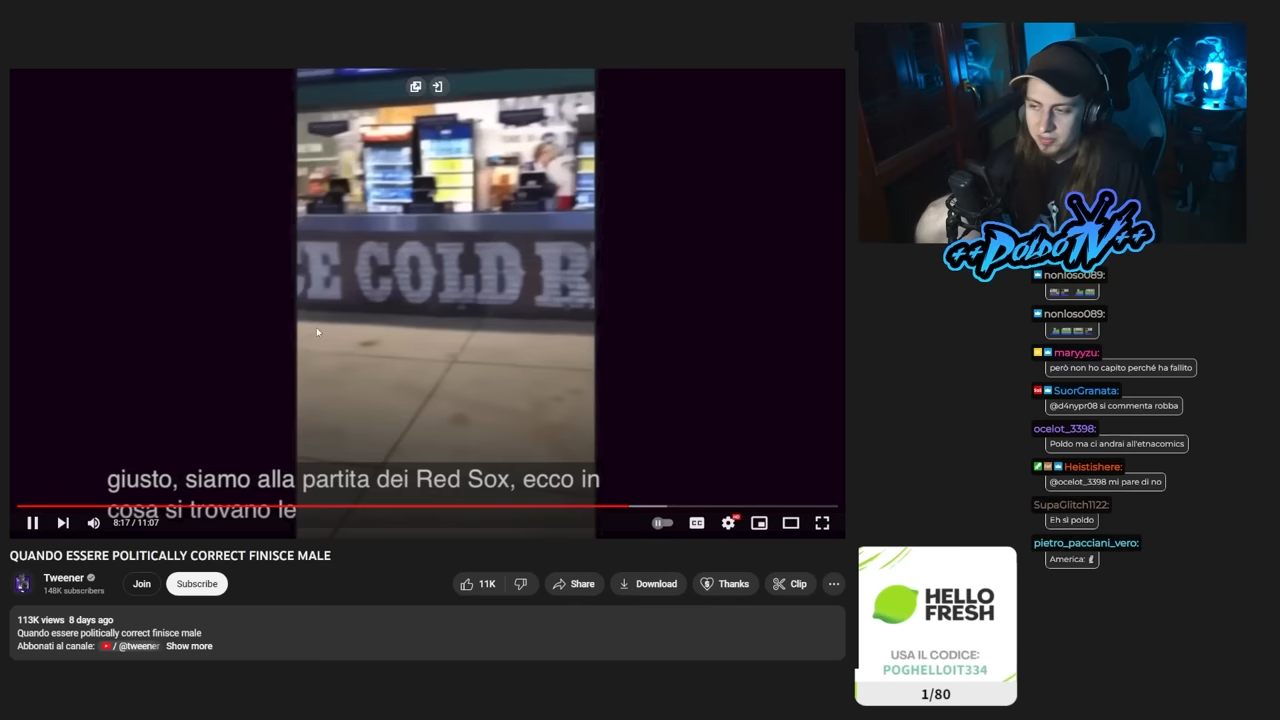 CE COLD B
giusto, siamo alla partita dei Red Sox, ecco in
cosa si trovano le
8:17 / 11:07
CC
HD
QUANDO ESSERE POLITICALLY CORRECT FINISCE MALE
Tweener
148K subscribers
Join
Subscribe
11K
Share
Download
Thanks
Clip
113K views 8 days ago
Quando essere politically correct finisce male
Abbonati al canale: / @tweener Show more
++POLDOTV++
nonloso089:
nonloso089:
maryyzu:
però non ho capito perché ha fallito
SuorGranata:
@d4nypr08 si commenta robba
ocelot_3398:
Poldo ma ci andrai all'etnacomics
Heistishere:
@ocelot_3398 mi pare di no
SupaGlitch1122:
Eh si poldo
pietro_pacciani_vero:
America:
HELLO
FRESH
USA IL CODICE:
POGHELLOIT334
1/80